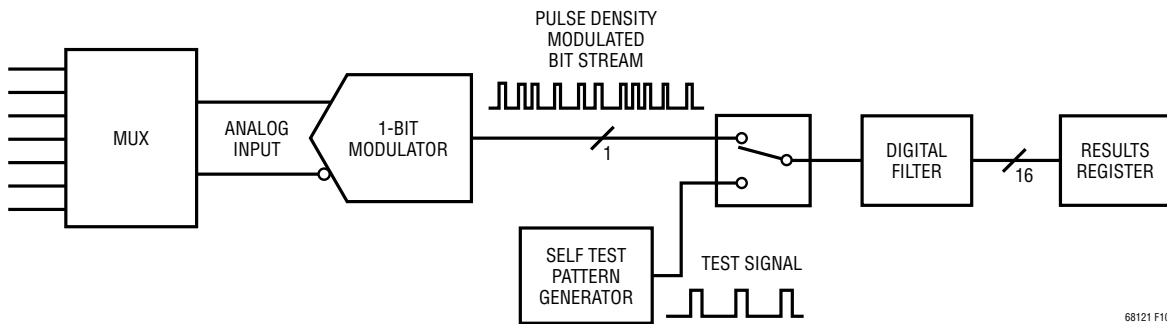 PULSE DENSITY
MODULATED
BIT STREAM
MUX
ANALOG
INPUT
1-BIT
MODULATOR
1
DIGITAL
FILTER
16
RESULTS
REGISTER
SELF TEST
PATTERN
GENERATOR
TEST SIGNAL